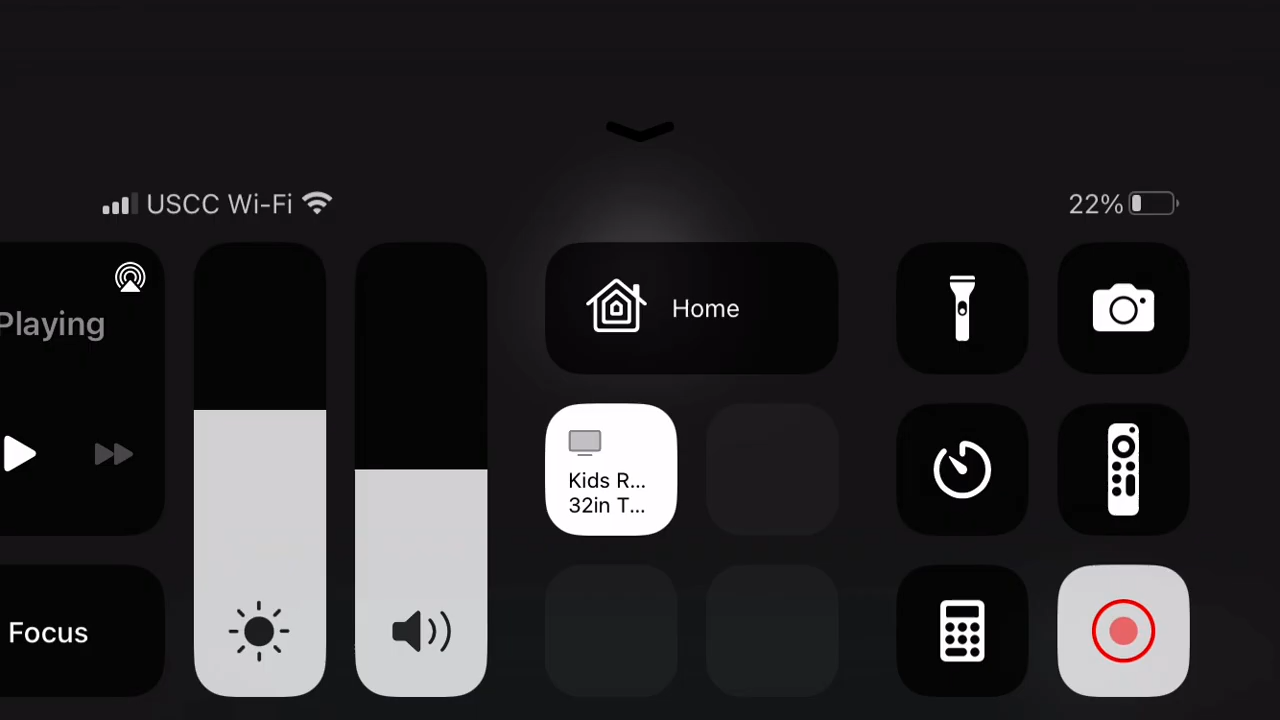 USCC Wi-Fi
22%
Playing
Home
Kids R...
32in T...
Focus